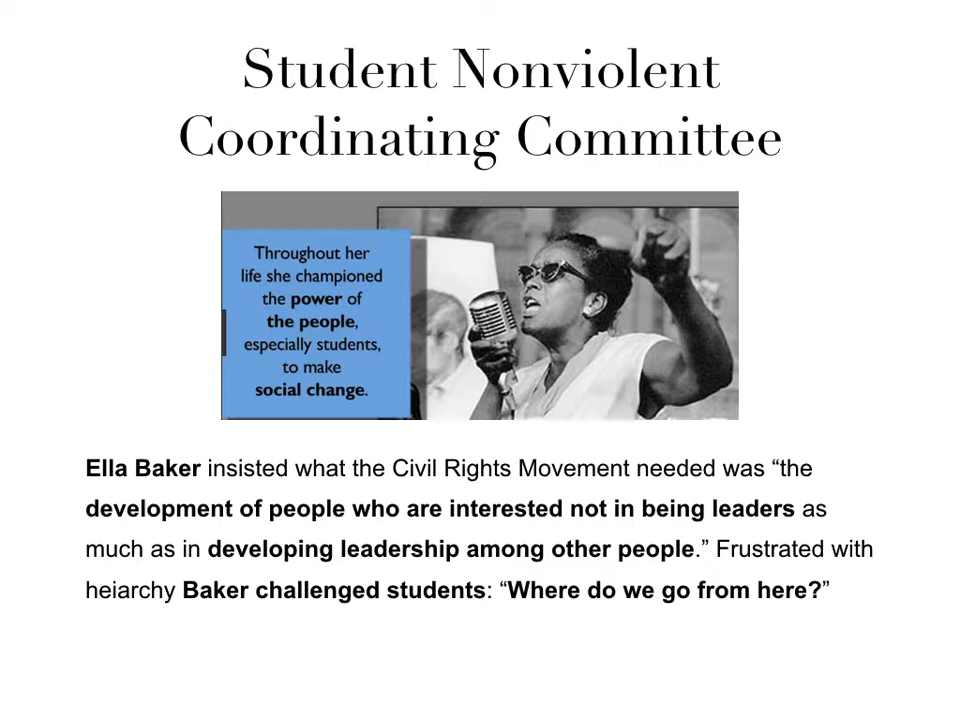 Student Nonviolent
Coordinating Committee
Throughout her
life she championed
the power of
the people,
especially students,
to make
social change.
Ella Baker insisted what the Civil Rights Movement needed was “the
development of people who are interested not in being leaders as
much as in developing leadership among other people.” Frustrated with
heiarchy Baker challenged students: “Where do we go from here?”